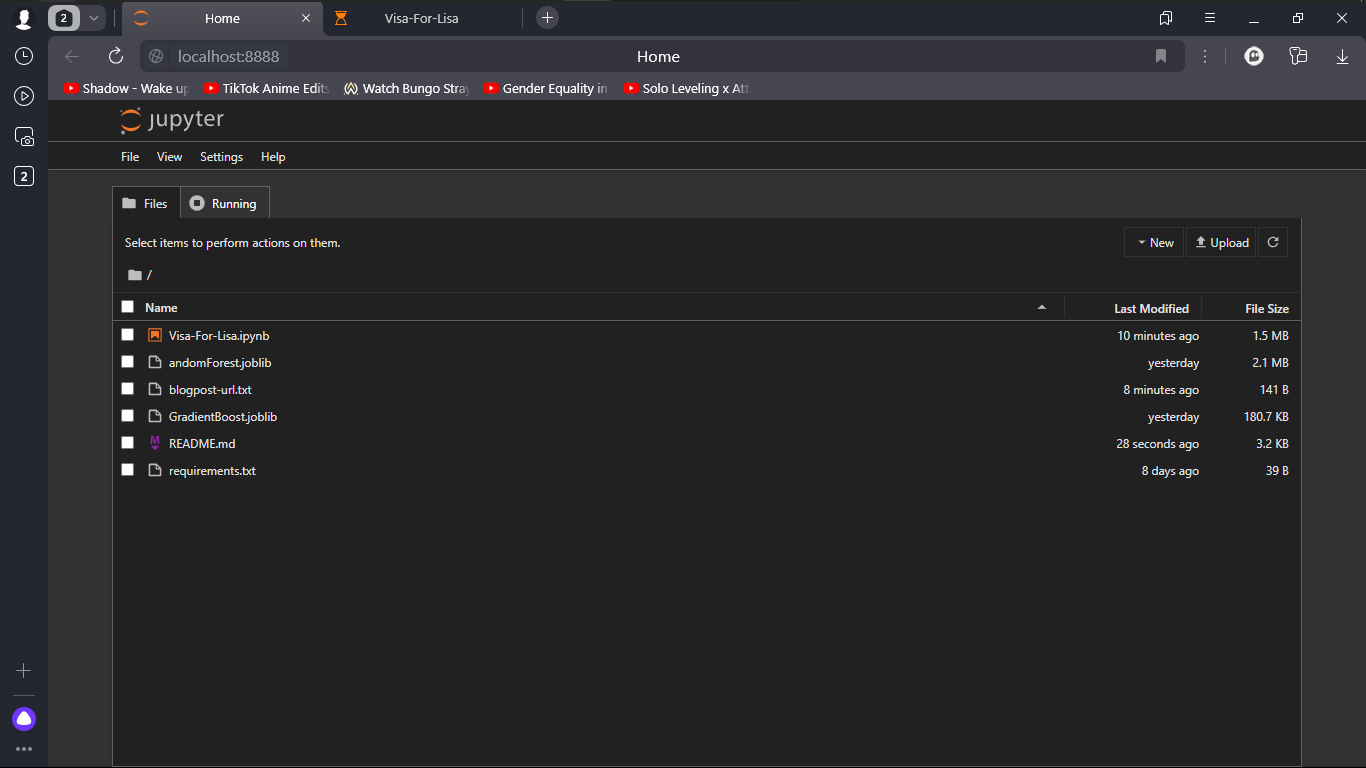 2
Home
Visa-For-Lisa
localhost:8888
Home
Shadow - Wake up
TikTok Anime Edits
Watch Bungo Stray
Gender Equality in
Solo Leveling x Att
2
jupyter
File View Settings Help
Files
Running
Select items to perform actions on them.
New
Upload
/
Name Last Modified File Size
Visa-For-Lisa.ipynb 10 minutes ago 1.5 MB
andomForest.joblib yesterday 2.1 MB
blogpost-url.txt 8 minutes ago 141 B
GradientBoost.joblib yesterday 180.7 KB
README.md 28 seconds ago 3.2 KB
requirements.txt 8 days ago 39 B